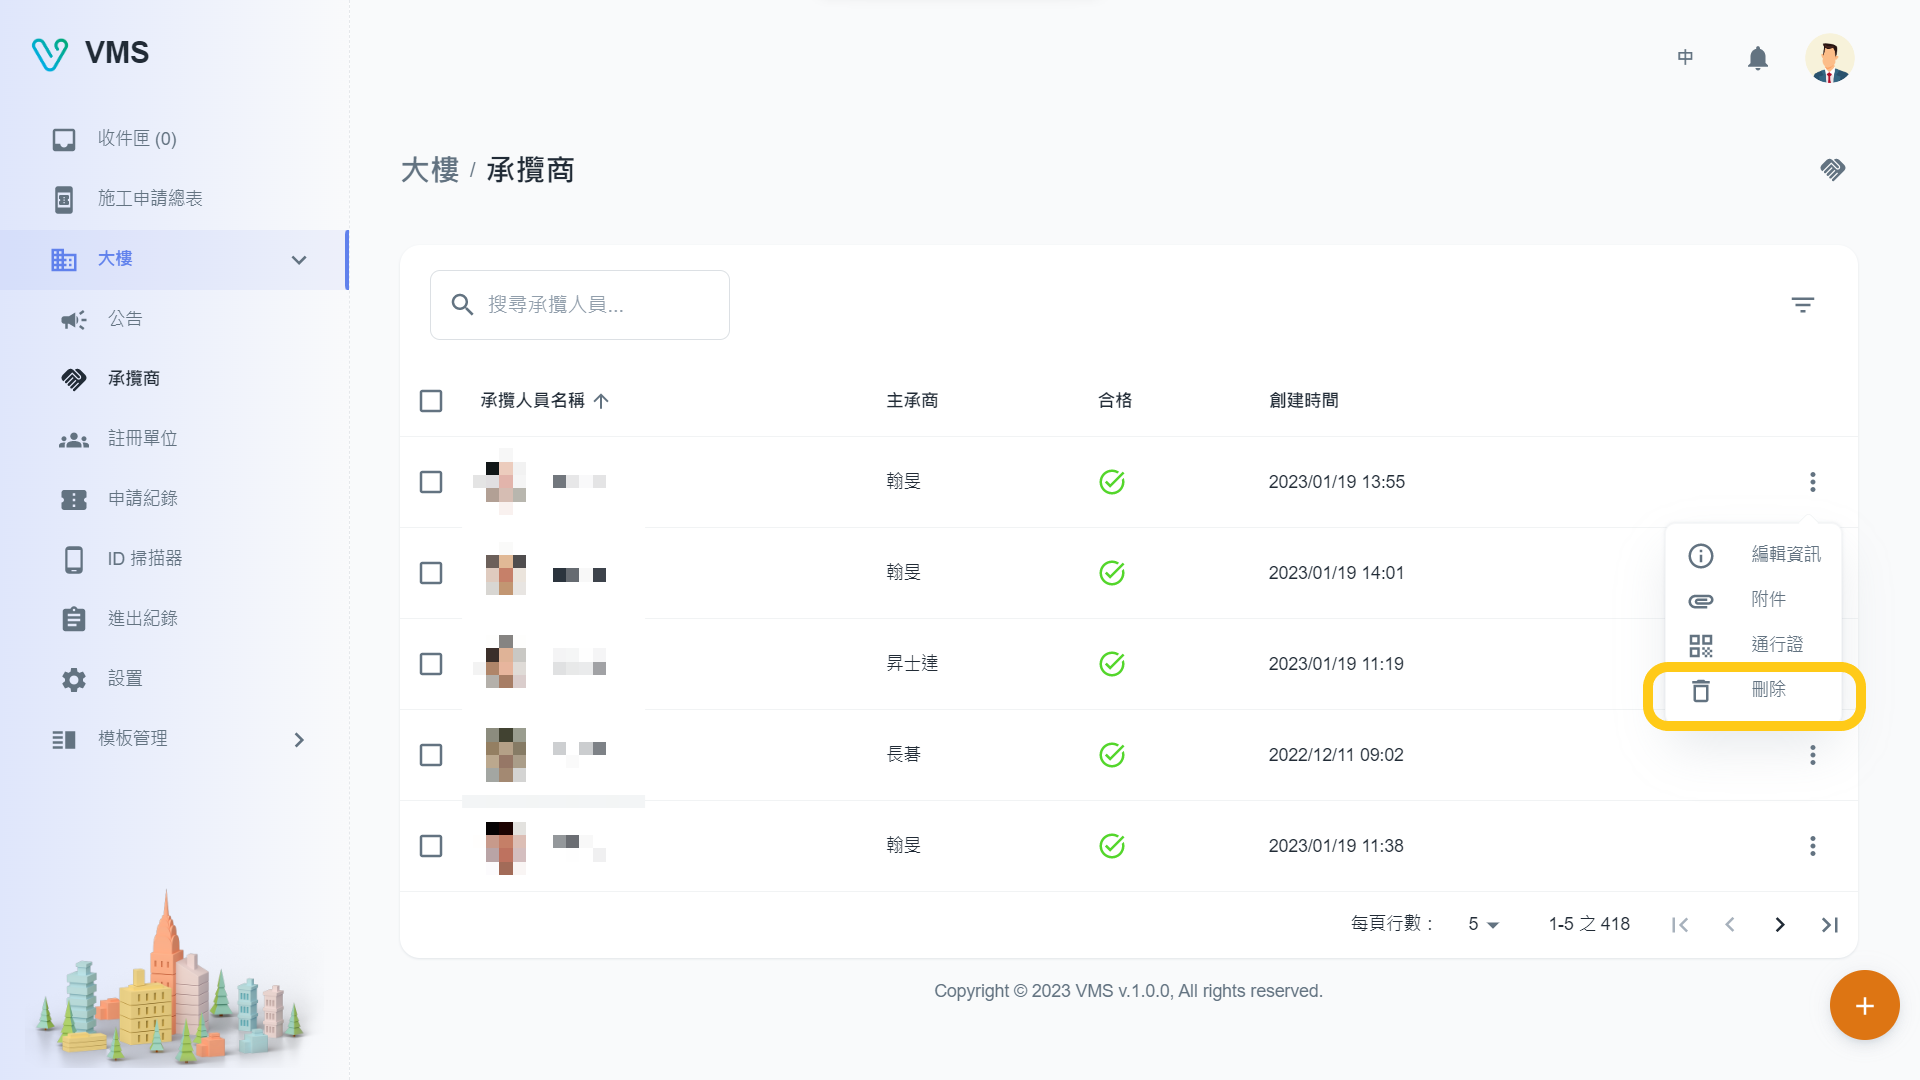 VMS
中
收件匣 (0)
施工申請總表
大樓
公告
承攬商
註冊單位
申請紀錄
ID 掃描器
進出紀錄
設置
模板管理
大樓 / 承攬商
搜尋承攬人員...
承攬人員名稱 主承商 合格 創建時間
翰旻 2023/01/19 13:55
翰旻 2023/01/19 14:01
昇士達 2023/01/19 11:19
長碁 2022/12/11 09:02
翰旻 2023/01/19 11:38
編輯資訊
附件
通行證
刪除
每頁行數： 5 1-5 之 418
Copyright © 2023 VMS v.1.0.0, All rights reserved.